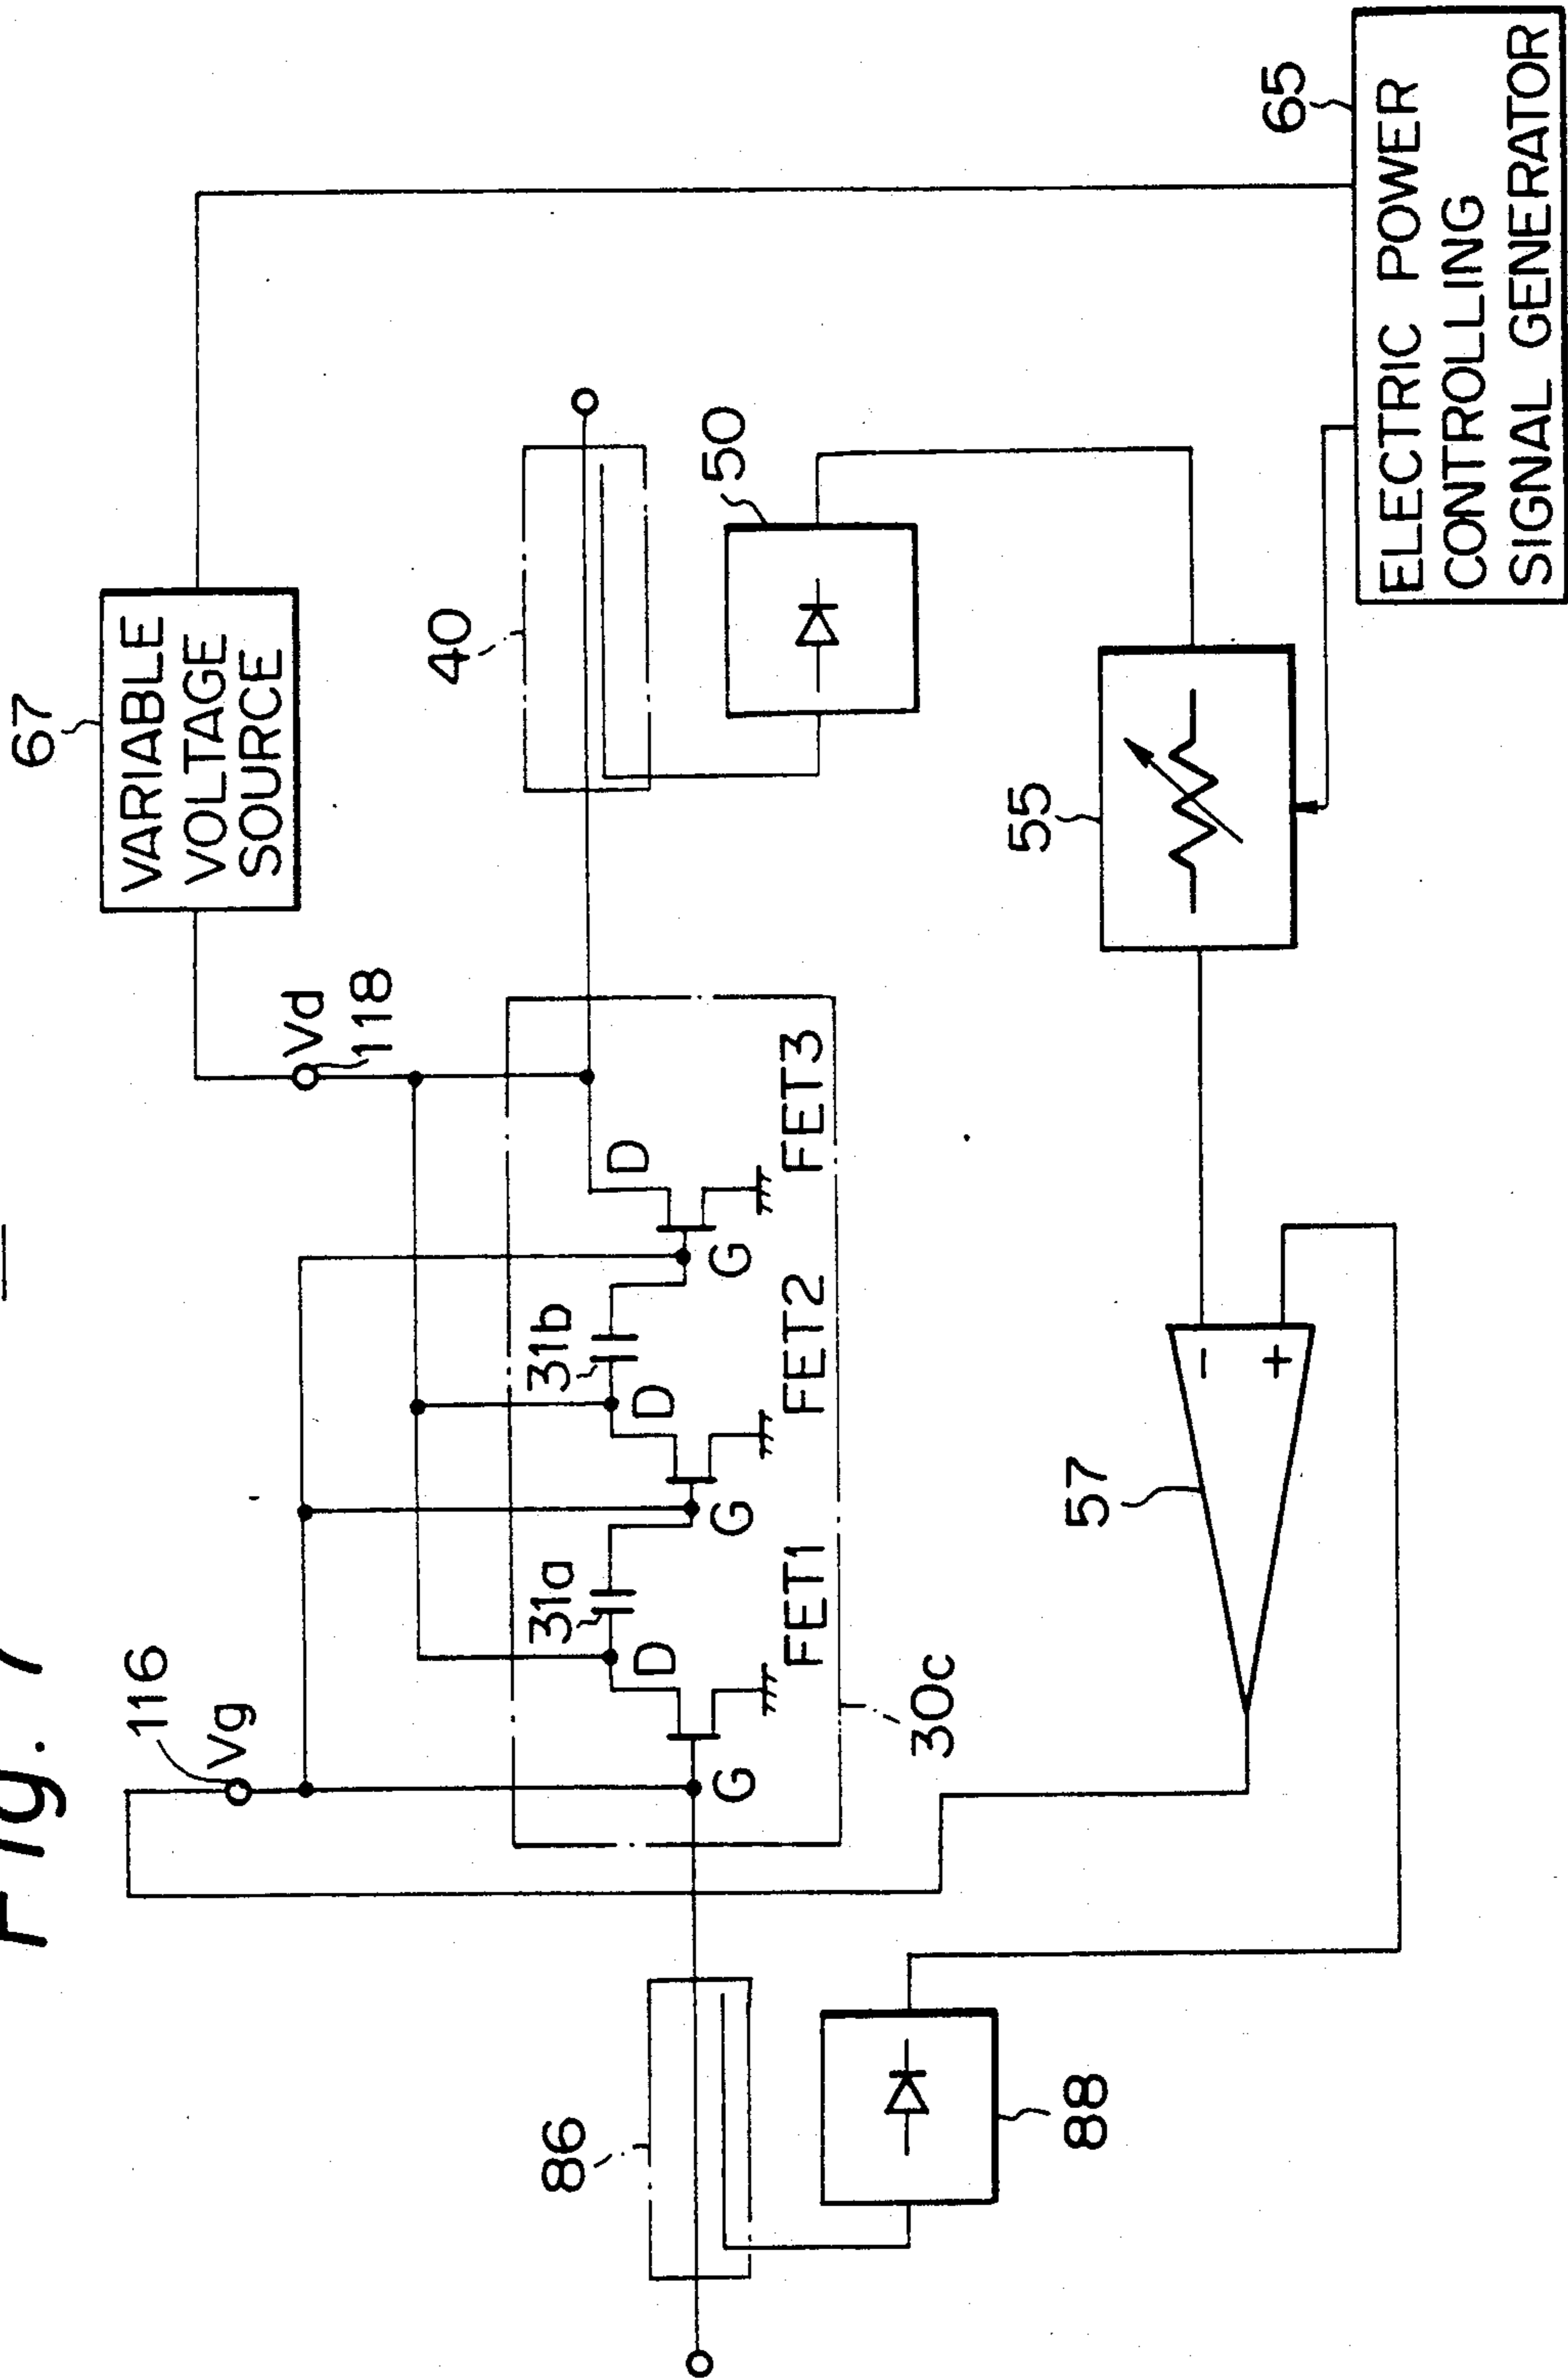 Fig. 7
67
VARIABLE
VOLTAGE
SOURCE
116
Vg
Vd
118
40
50
31a
31b
D
D
D
G
G
G
FET1
FET2
FET3
30c
86
88
57
-
+
55
65
ELECTRIC POWER
CONTROLLING
SIGNAL GENERATOR